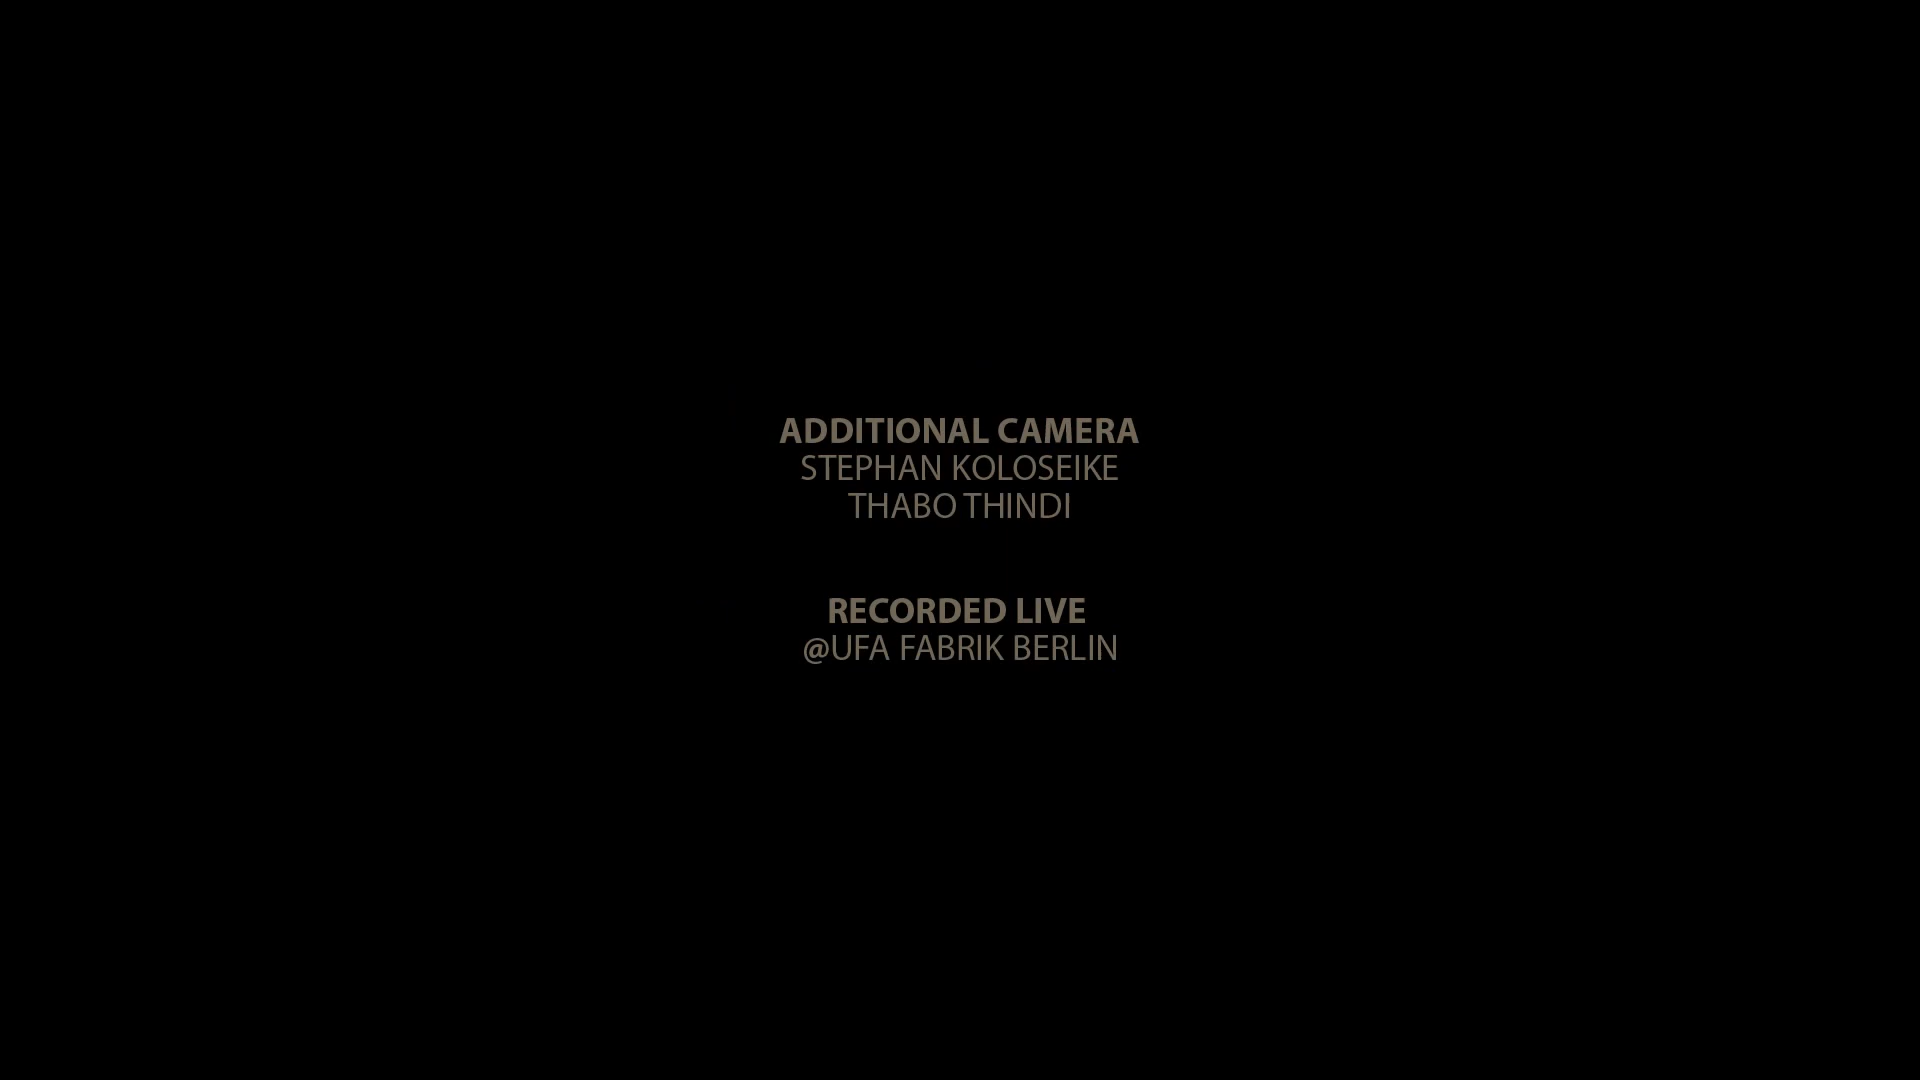 ADDITIONAL CAMERA
STEPHAN KOLOSEIKE
THABO THINDI
RECORDED LIVE
@UFA FABRIK BERLIN